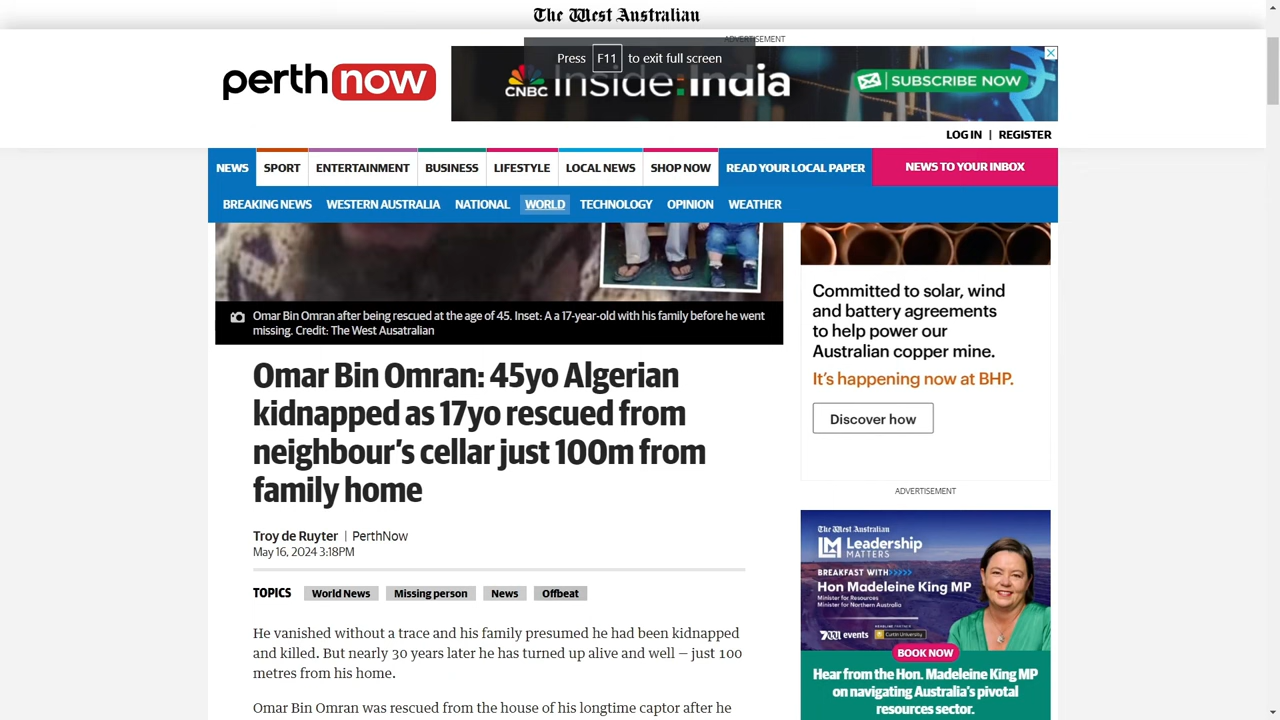 The West Australian
ADVERTISEMENT
Press F11 to exit full screen
perthnow
CNBC Inside:India
SUBSCRIBE NOW
LOG IN | REGISTER
NEWS SPORT ENTERTAINMENT BUSINESS LIFESTYLE LOCAL NEWS SHOP NOW READ YOUR LOCAL PAPER NEWS TO YOUR INBOX
BREAKING NEWS WESTERN AUSTRALIA NATIONAL WORLD TECHNOLOGY OPINION WEATHER
Omar Bin Omran after being rescued at the age of 45. Inset: A a 17-year-old with his family before he went
missing. Credit: The West Ausatralian
Omar Bin Omran: 45yo Algerian
kidnapped as 17yo rescued from
neighbour’s cellar just 100m from
family home
Troy de Ruyter | PerthNow
May 16, 2024 3:18PM
TOPICS World News Missing person News Offbeat
He vanished without a trace and his family presumed he had been kidnapped
and killed. But nearly 30 years later he has turned up alive and well — just 100
metres from his home.
Omar Bin Omran was rescued from the house of his longtime captor after he
Committed to solar, wind
and battery agreements
to help power our
Australian copper mine.
It’s happening now at BHP.
Discover how
ADVERTISEMENT
The West Australian
LM Leadership
MATTERS
BREAKFAST WITH>>>>>
Hon Madeleine King MP
Minister for Resources
Minister for Northern Australia
events
Curtin University
BOOK NOW
Hear from the Hon. Madeleine King MP
on navigating Australia’s pivotal
resources sector.